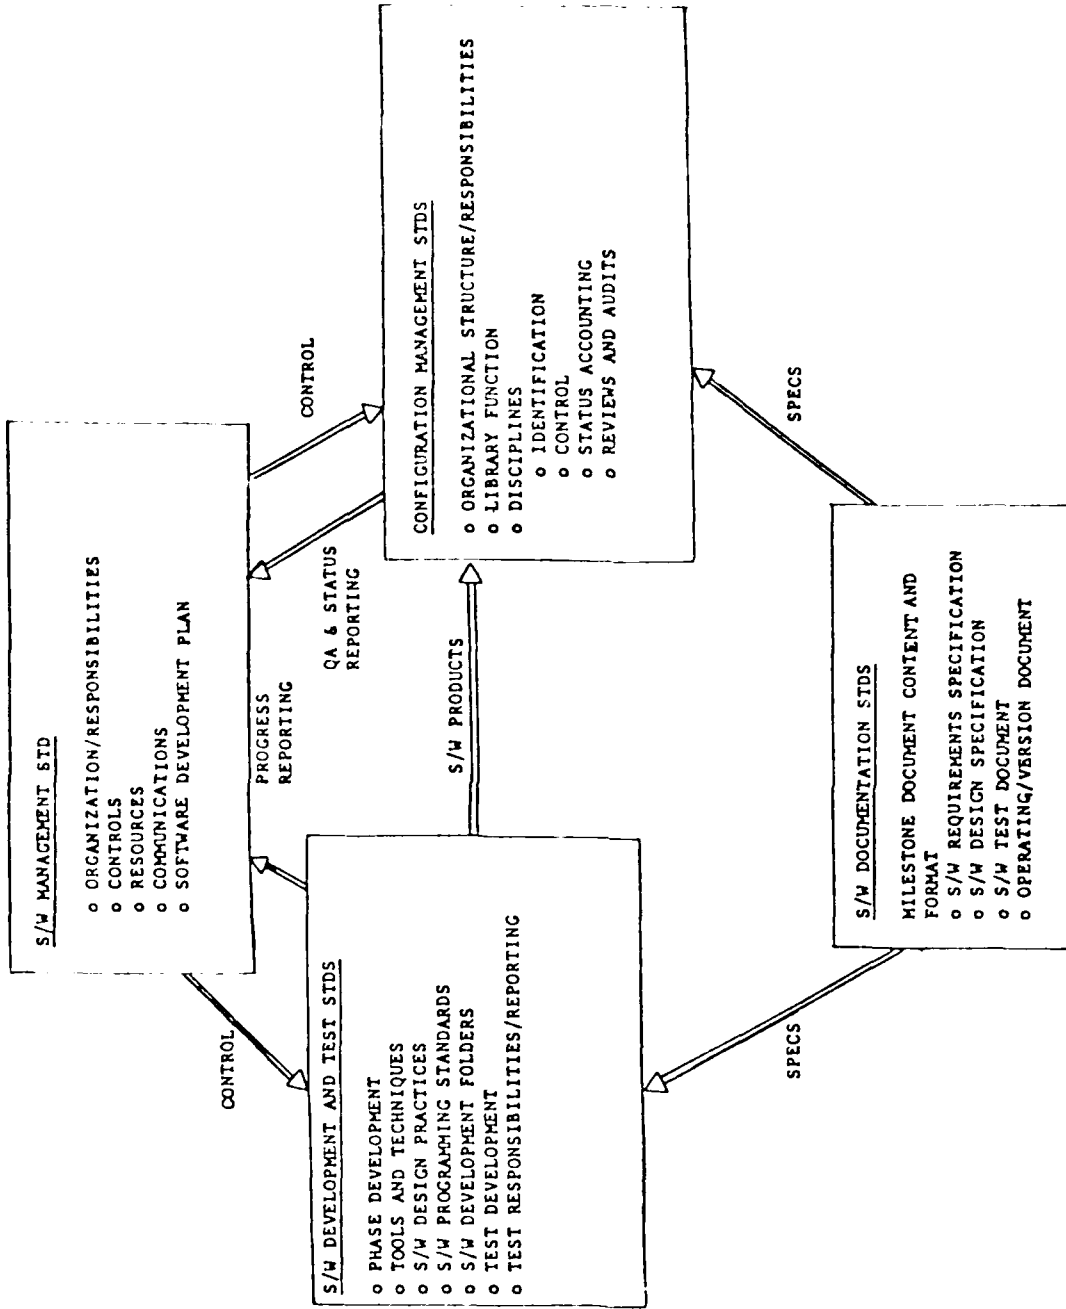 S/W MANAGEMENT STD
o ORGANIZATION/RESPONSIBILITIES
o CONTROLS
o RESOURCES
o COMMUNICATIONS
o SOFTWARE DEVELOPMENT PLAN
CONTROL
PROGRESS
REPORTING
QA & STATUS
REPORTING
CONTROL
S/W DEVELOPMENT AND TEST STDS
o PHASE DEVELOPMENT
o TOOLS AND TECHNIQUES
o S/W DESIGN PRACTICES
o S/W PROGRAMMING STANDARDS
o S/W DEVELOPMENT FOLDERS
o TEST DEVELOPMENT
o TEST RESPONSIBILITIES/REPORTING
S/W PRODUCTS
CONFIGURATION MANAGEMENT STDS
o ORGANIZATIONAL STRUCTURE/RESPONSIBILITIES
o LIBRARY FUNCTION
o DISCIPLINES
o IDENTIFICATION
o CONTROL
o STATUS ACCOUNTING
o REVIEWS AND AUDITS
SPECS
SPECS
S/W DOCUMENTATION STDS
MILESTONE DOCUMENT CONTENT AND
FORMAT
o S/W REQUIREMENTS SPECIFICATION
o S/W DESIGN SPECIFICATION
o S/W TEST DOCUMENT
o OPERATING/VERSION DOCUMENT